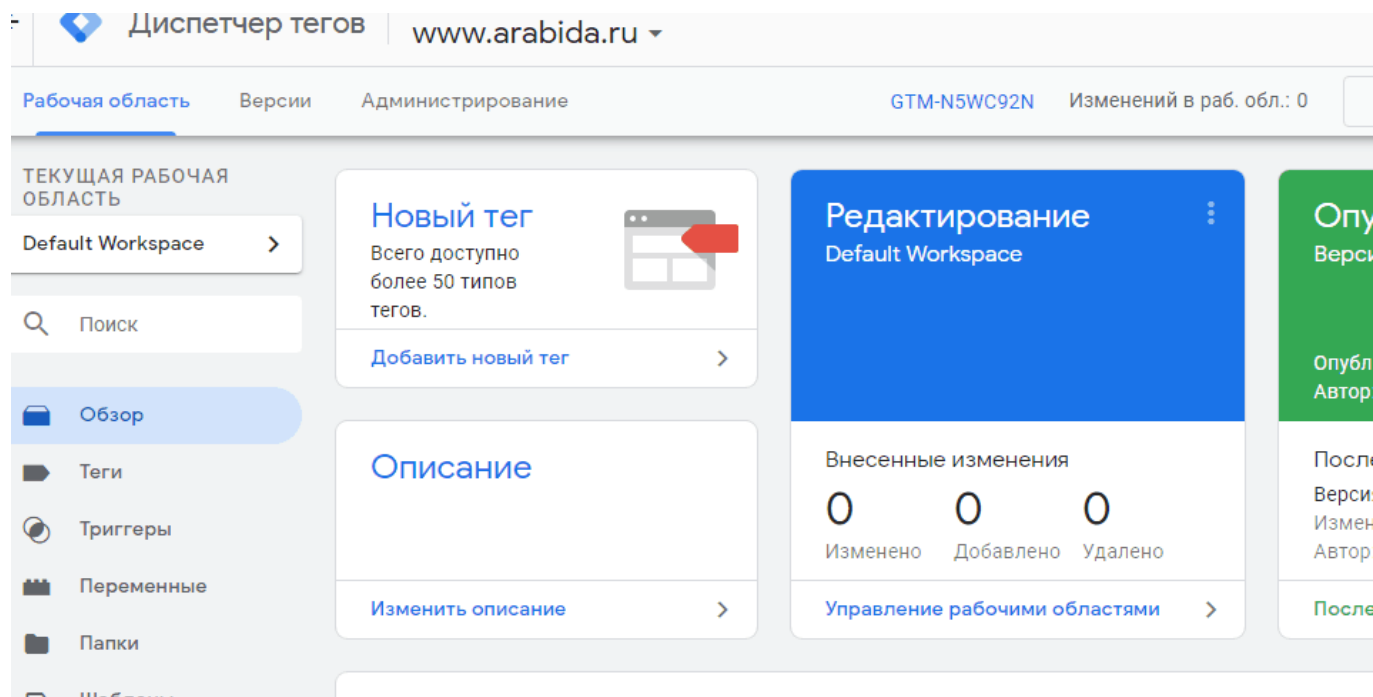 Диспетчер тегов
www.arabida.ru
Рабочая область Версии Администрирование
GTM-N5WC92N Изменений в раб. обл.: 0
ТЕКУЩАЯ РАБОЧАЯ
ОБЛАСТЬ
Default Workspace
Поиск
Обзор
Теги
Триггеры
Переменные
Папки
Новый тег
Всего доступно
более 50 типов
тегов.
Добавить новый тег
Описание
Изменить описание
Редактирование
Default Workspace
Внесенные изменения
0 0 0
Изменено Добавлено Удалено
Управление рабочими областями
Автор